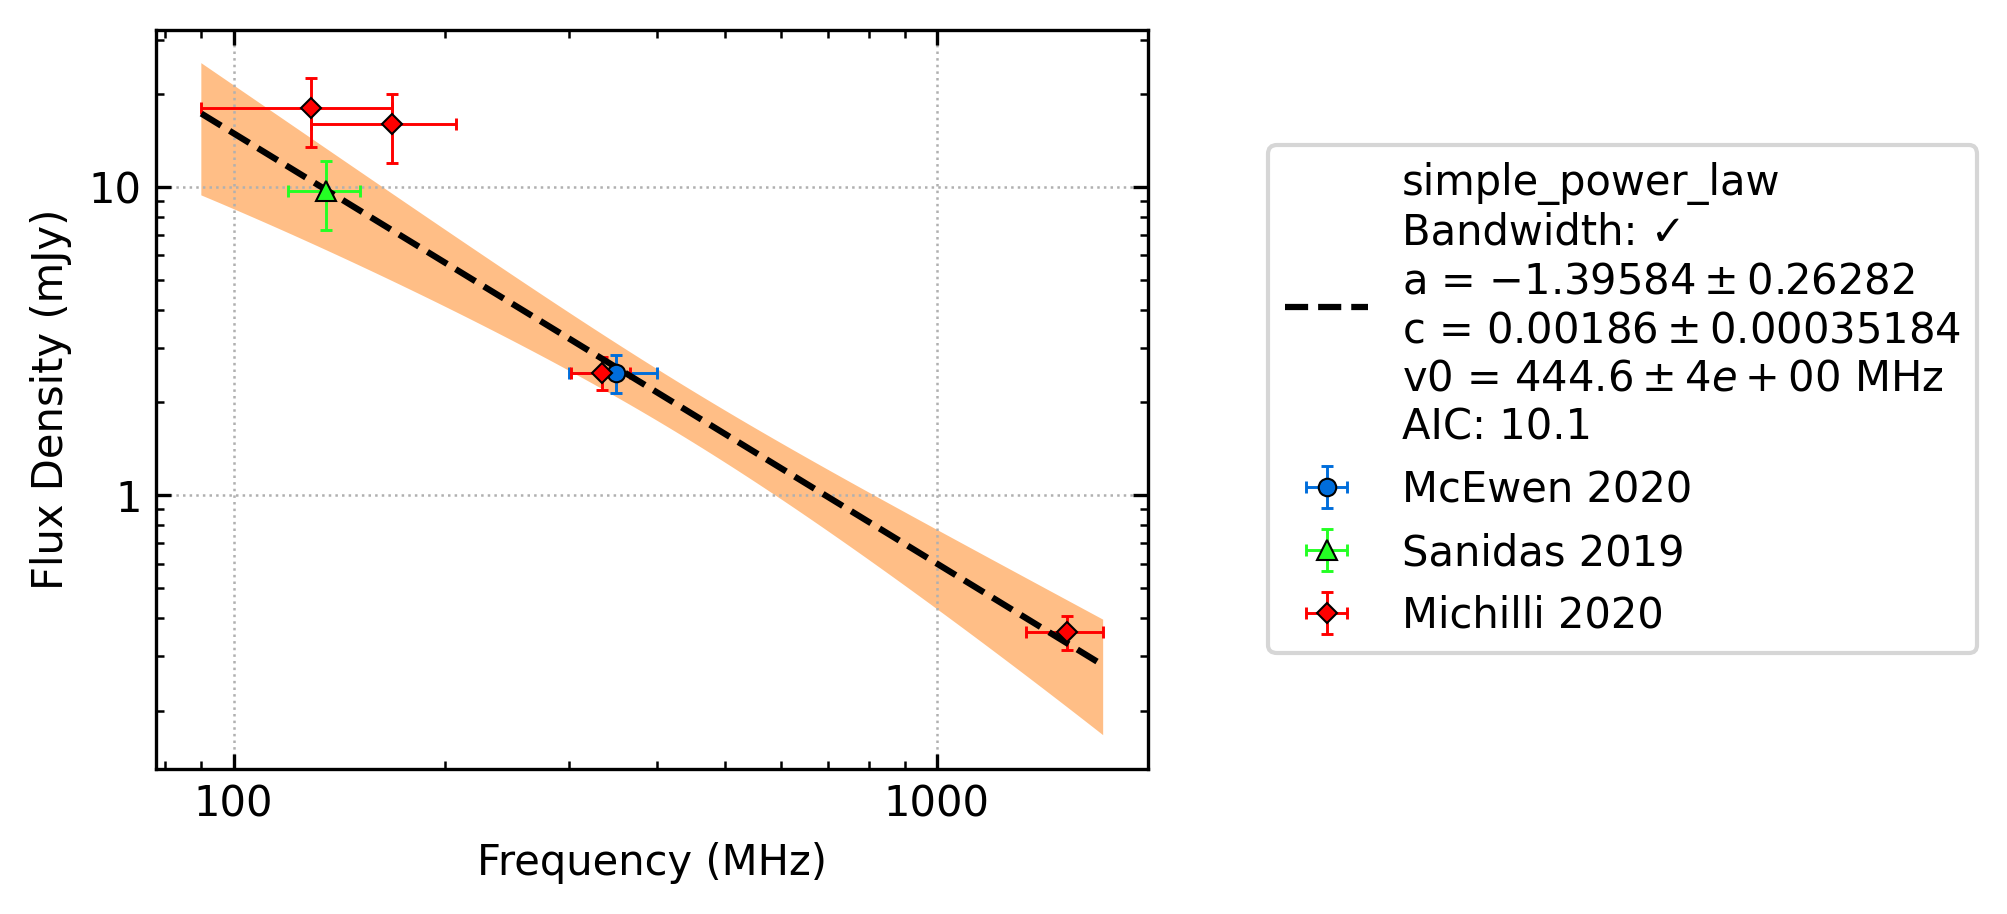 10
1
100
1000
Flux Density (mJy)
Frequency (MHz)
simple_power_law
Bandwidth: ✓
a = −1.39584 ± 0.26282
c = 0.00186 ± 0.00035184
v0 = 444.6 ± 4e + 00 MHz
AIC: 10.1
McEwen 2020
Sanidas 2019
Michilli 2020